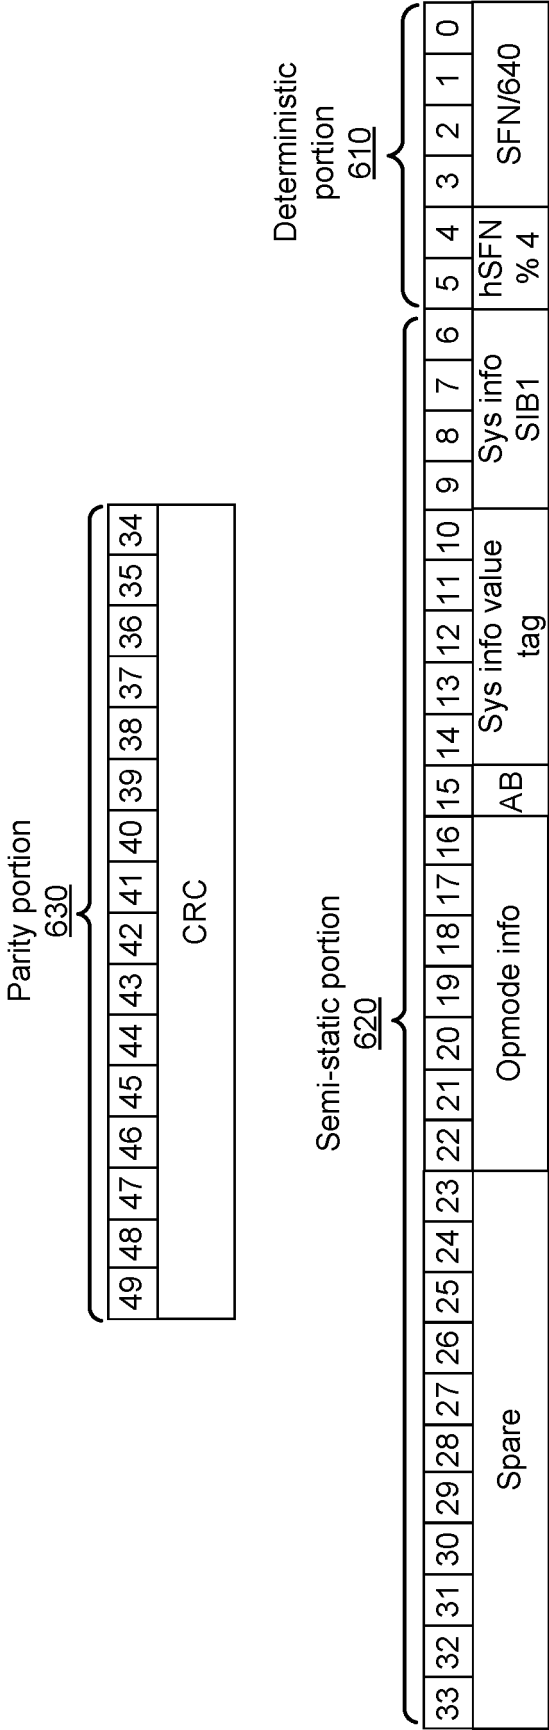 Parity portion
630
49 48 47 46 45 44 43 42 41 40 39 38 37 36 35 34
CRC
Semi-static portion
620
Deterministic
portion
610
33 32 31 30 29 28 27 26 25 24 23 22 21 20 19 18 17 16 15 14 13 12 11 10 9 8 7 6 5 4 3 2 1 0
Spare
Opmode info
AB
Sys info value
tag
Sys info
SIB1
hSFN
% 4
SFN/640